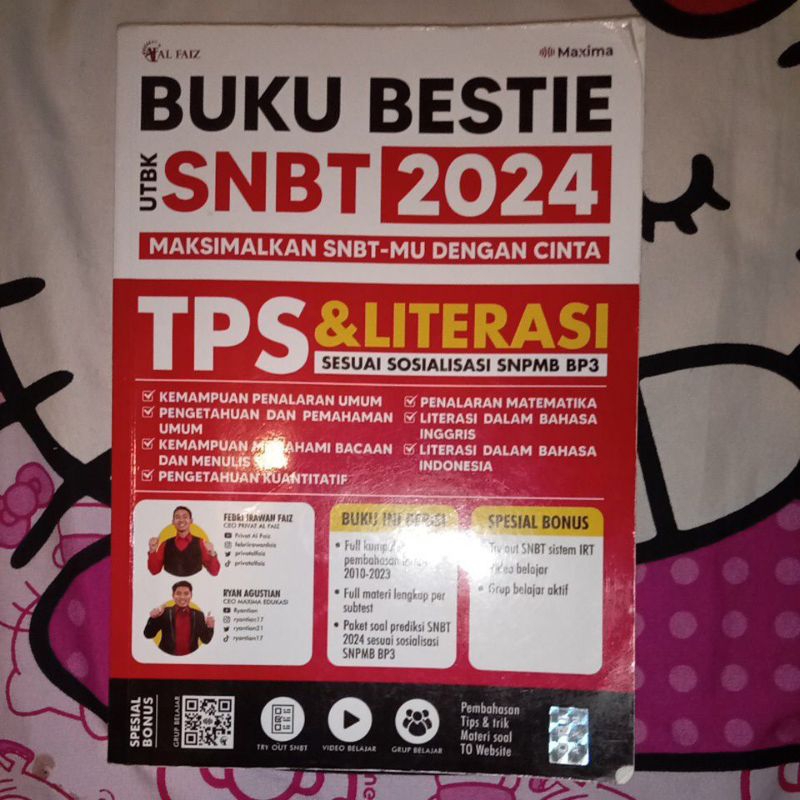 AL FAIZ
Maxima
BUKU BESTIE
UTBK
SNBT 2024
MAKSIMALKAN SNBT-MU DENGAN CINTA
TPS
&LITERASI
SESUAI SOSIALISASI SNPMB BP3
KEMAMPUAN PENALARAN UMUM
PENGETAHUAN DAN PEMAHAMAN
UMUM
KEMAMPUAN MEMAHAMI BACAAN
DAN MENULIS
PENGETAHUAN KUANTITATIF
PENALARAN MATEMATIKA
LITERASI DALAM BAHASA
INGGRIS
LITERASI DALAM BAHASA
INDONESIA
FEBRI IRAWAN FAIZ
CEO PRIVAT AL FAIZ
Privat Al Faiz
febriirawanfaiz
privatalfaiz
privatalfaiz
RYAN AGUSTIAN
CEO MAXIMA EDUKASI
Ryantian
ryantian17
ryantian21
ryantian17
BUKU INI BERISI
Full
pembahasan
2010-2023
Full materi lengkap per
subtest
Paket soal prediksi SNBT
2024 sesuai sosialisasi
SNPMB BP3
SPESIAL BONUS
Try out SNBT sistem IRT
Video belajar
Grup belajar aktif
SPESIAL
BONUS
GRUP BELAJAR
TRY OUT SNBT
VIDEO BELAJAR
GRUP BELAJAR
Pembahasan
Tips & trik
Materi soal
TO Website